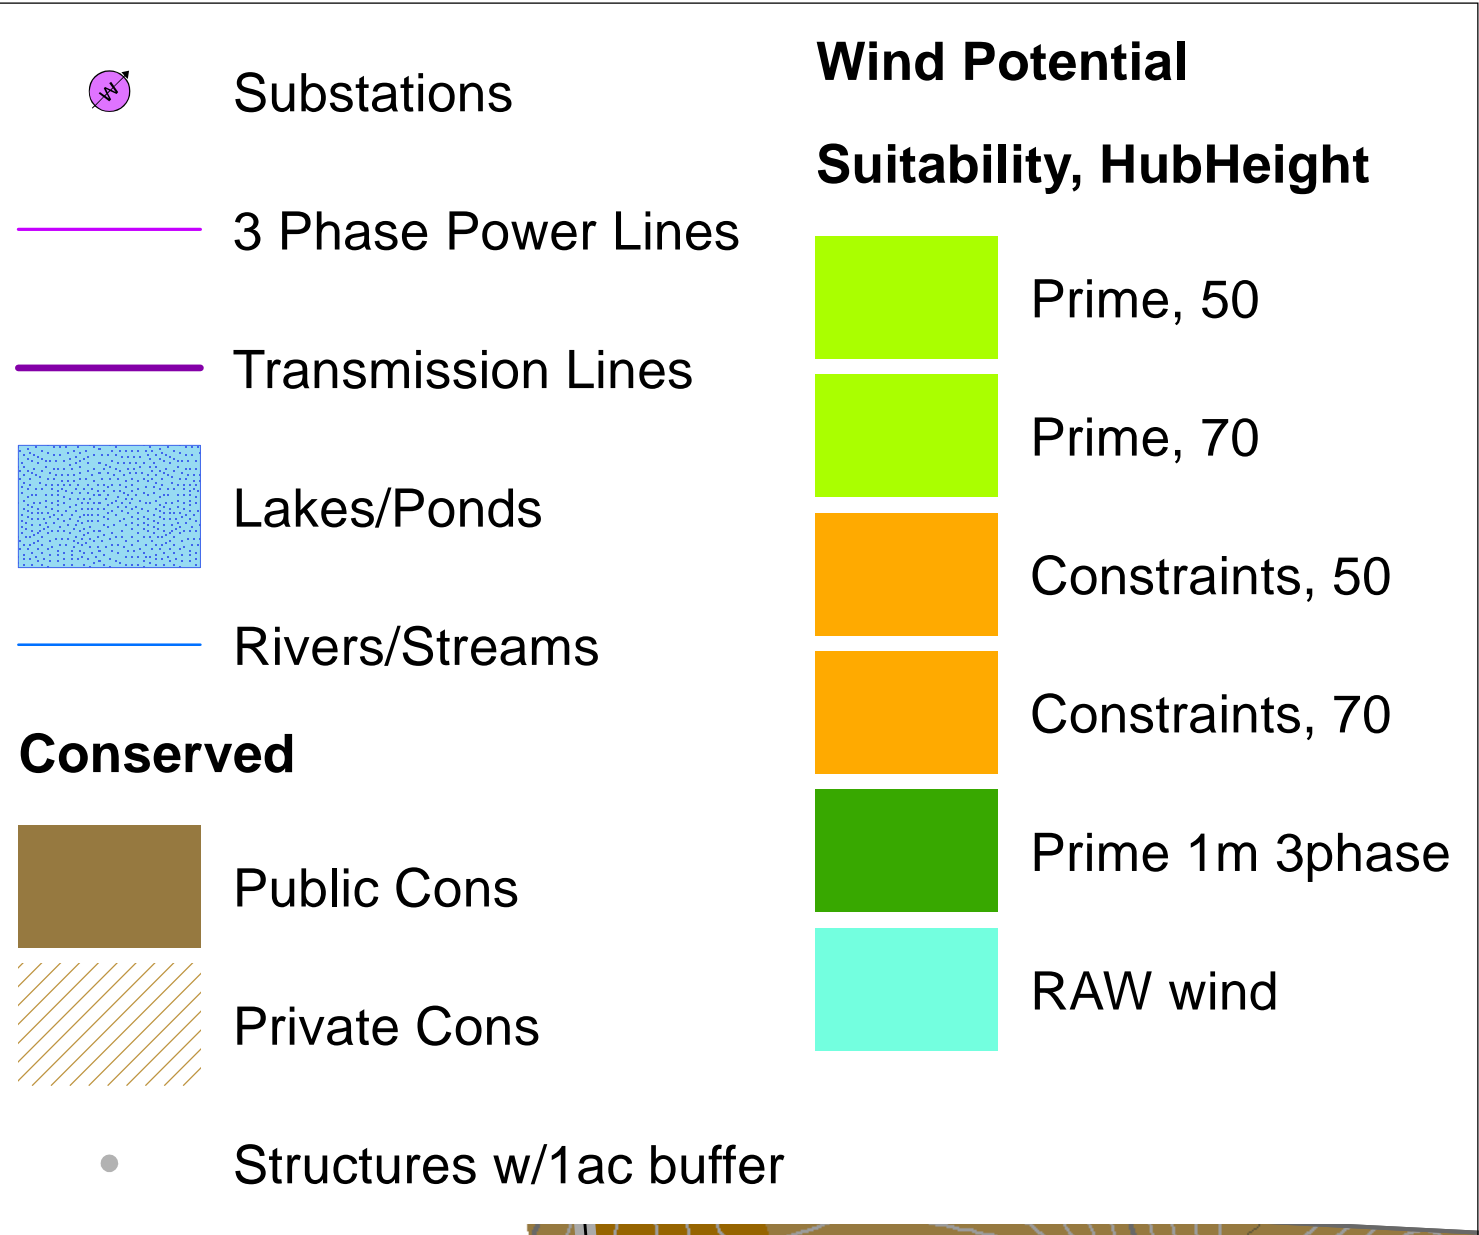 Substations
3 Phase Power Lines
Transmission Lines
Lakes/Ponds
Rivers/Streams
Conserved
Public Cons
Private Cons
Structures w/1ac buffer
Wind Potential
Suitability, HubHeight
Prime, 50
Prime, 70
Constraints, 50
Constraints, 70
Prime 1m 3phase
RAW wind